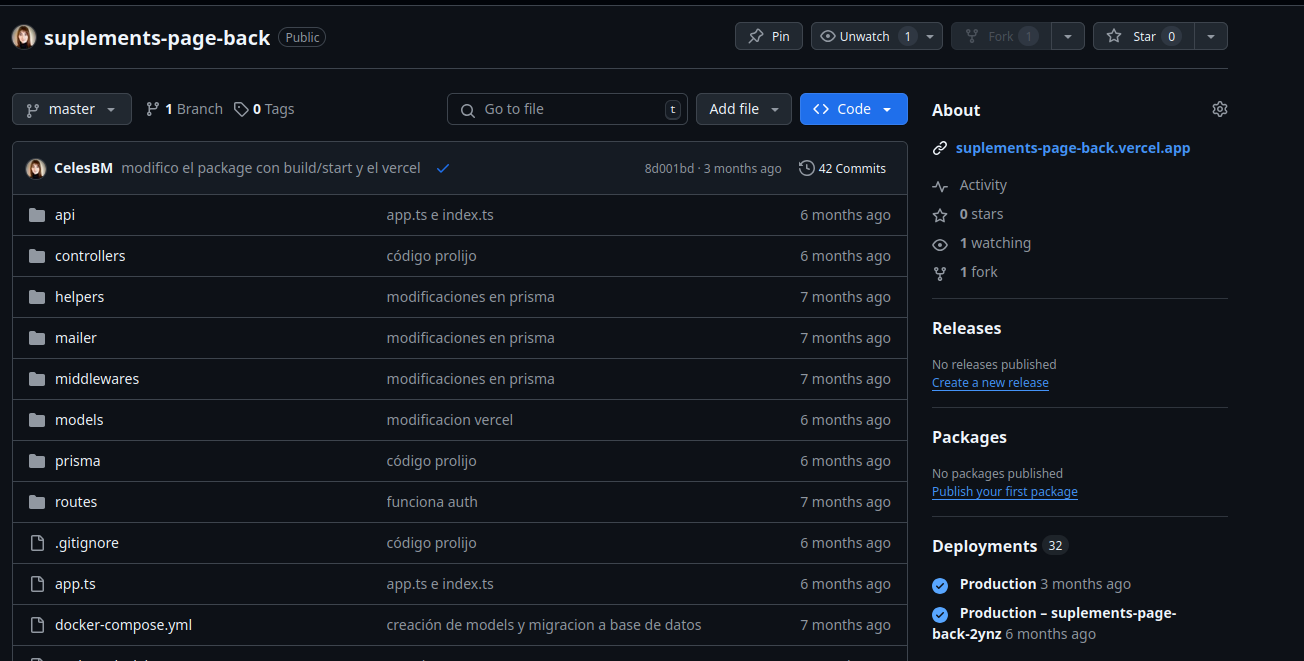 suplements-page-back Public Pin Unwatch 1 Fork 1 Star 0
master 1 Branch 0 Tags Go to file t Add file Code
CelesBM modifico el package con build/start y el vercel 8d001bd · 3 months ago 42 Commits
api app.ts e index.ts 6 months ago
controllers código prolijo 6 months ago
helpers modificaciones en prisma 7 months ago
mailer modificaciones en prisma 7 months ago
middlewares modificaciones en prisma 7 months ago
models modificacion vercel 6 months ago
prisma código prolijo 6 months ago
routes funciona auth 7 months ago
.gitignore código prolijo 6 months ago
app.ts app.ts e index.ts 6 months ago
docker-compose.yml creación de models y migracion a base de datos 7 months ago
About
suplements-page-back.vercel.app
Activity
0 stars
1 watching
1 fork
Releases
No releases published
Create a new release
Packages
No packages published
Publish your first package
Deployments 32
Production 3 months ago
Production – suplements-page-
back-2ynz 6 months ago